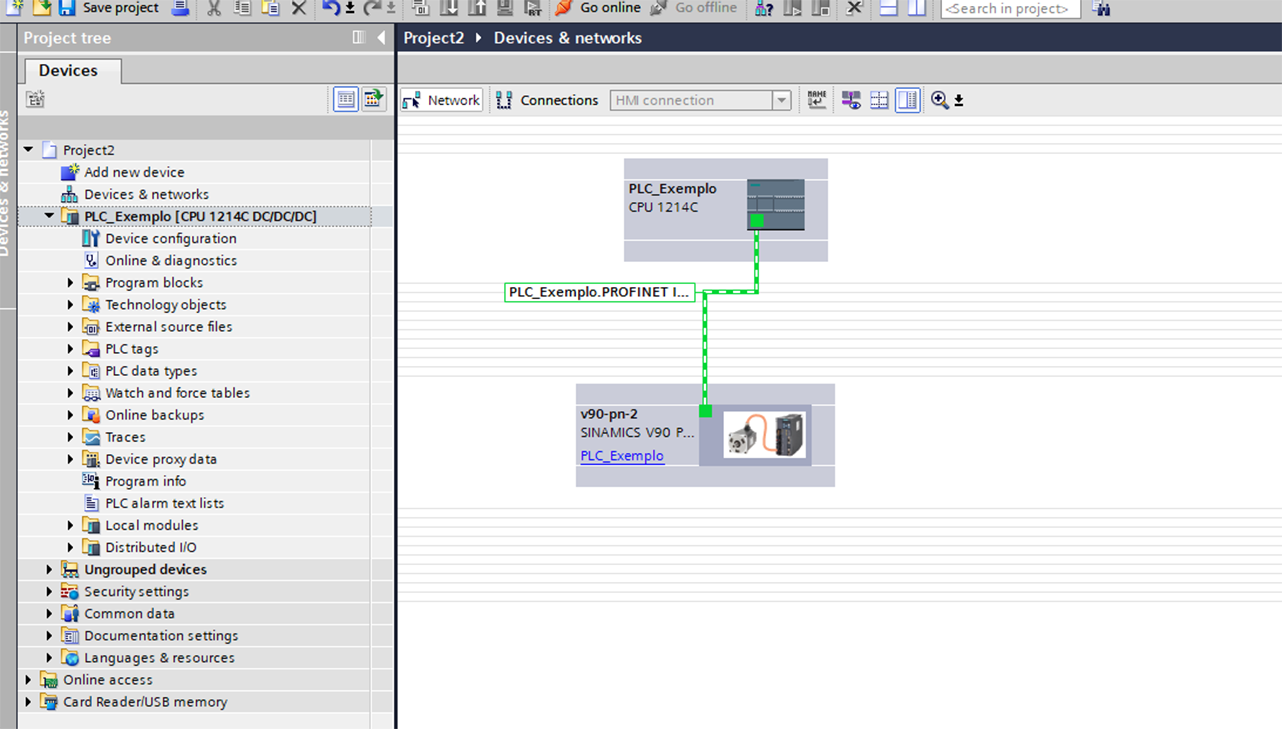 Save project
Go online
Go offline
<Search in project>
Project tree
Project2
Devices & networks
Devices
Devices & networks
Network
Connections
HMI connection
NAME
Project2
Add new device
Devices & networks
PLC_Exemplo [CPU 1214C DC/DC/DC]
Device configuration
Online & diagnostics
Program blocks
Technology objects
External source files
PLC tags
PLC data types
Watch and force tables
Online backups
Traces
Device proxy data
Program info
PLC alarm text lists
Local modules
Distributed I/O
Ungrouped devices
Security settings
Common data
Documentation settings
Languages & resources
Online access
Card Reader/USB memory
PLC_Exemplo
CPU 1214C
PLC_Exemplo.PROFINET I...
v90-pn-2
SINAMICS V90 P...
PLC_Exemplo